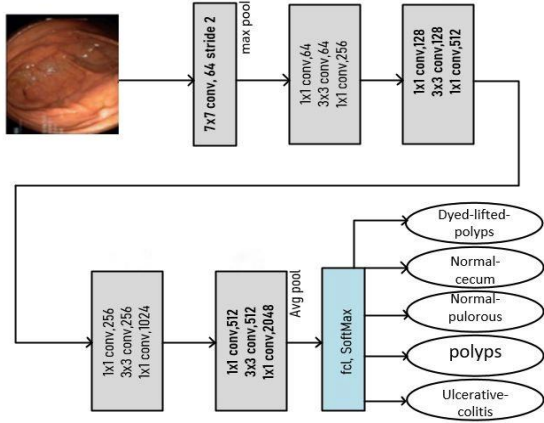 7x7 conv, 64 stride 2
max pool
1x1 conv,64
3x3 conv,64
1x1 conv,256
1x1 conv,128
3x3 conv,128
1x1 conv,512
1x1 conv,256
3x3 conv,256
1x1 conv,1024
1x1 conv,512
3x3 conv,512
1x1 conv,2048
Avg pool
fcl, SoftMax
Dyed-lifted-
polyps
Normal-
cecum
Normal-
pulorous
polyps
Ulcerative-
colitis